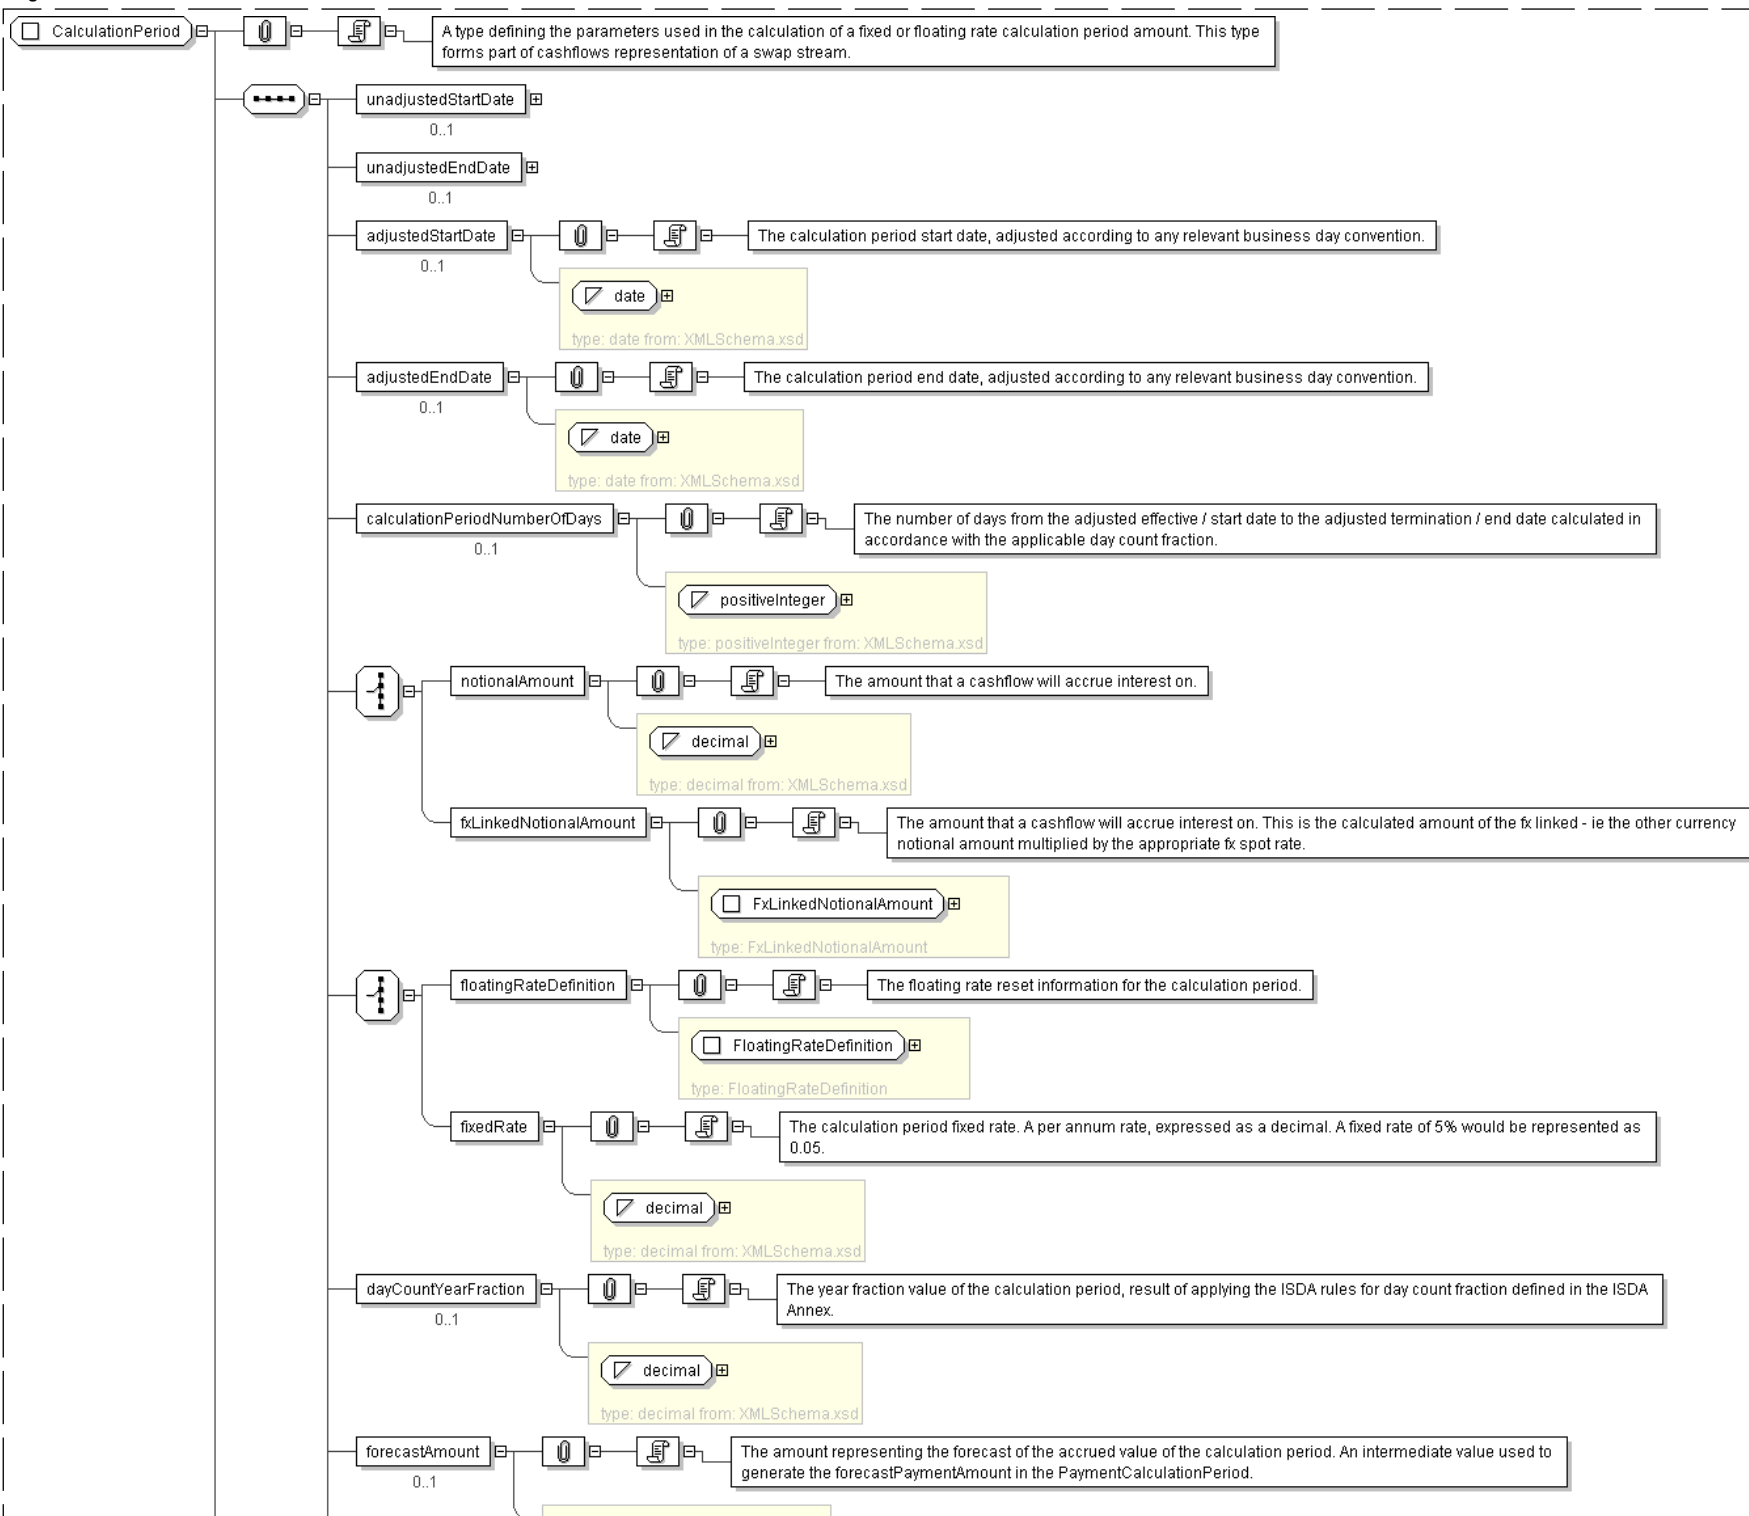 CalculationPeriod
A type defining the parameters used in the calculation of a fixed or floating rate calculation period amount. This type
forms part of cashflows representation of a swap stream.
unadjustedStartDate
0..1
unadjustedEndDate
0..1
adjustedStartDate
The calculation period start date, adjusted according to any relevant business day convention.
0..1
date
type: date from: XMLSchema.xsd
adjustedEndDate
The calculation period end date, adjusted according to any relevant business day convention.
0..1
date
type: date from: XMLSchema.xsd
calculationPeriodNumberOfDays
The number of days from the adjusted effective / start date to the adjusted termination / end date calculated in
accordance with the applicable day count fraction.
0..1
positiveInteger
type: positiveInteger from: XMLSchema.xsd
notionalAmount
The amount that a cashflow will accrue interest on.
decimal
type: decimal from: XMLSchema.xsd
fxLinkedNotionalAmount
The amount that a cashflow will accrue interest on. This is the calculated amount of the fx linked - ie the other currency
notional amount multiplied by the appropriate fx spot rate.
FxLinkedNotionalAmount
type: FxLinkedNotionalAmount
floatingRateDefinition
The floating rate reset information for the calculation period.
FloatingRateDefinition
type: FloatingRateDefinition
fixedRate
The calculation period fixed rate. A per annum rate, expressed as a decimal. A fixed rate of 5% would be represented as
0.05.
decimal
type: decimal from: XMLSchema.xsd
dayCountYearFraction
The year fraction value of the calculation period, result of applying the ISDA rules for day count fraction defined in the ISDA
Annex.
0..1
decimal
type: decimal from: XMLSchema.xsd
forecastAmount
The amount representing the forecast of the accrued value of the calculation period. An intermediate value used to
generate the forecastPaymentAmount in the PaymentCalculationPeriod.
0..1